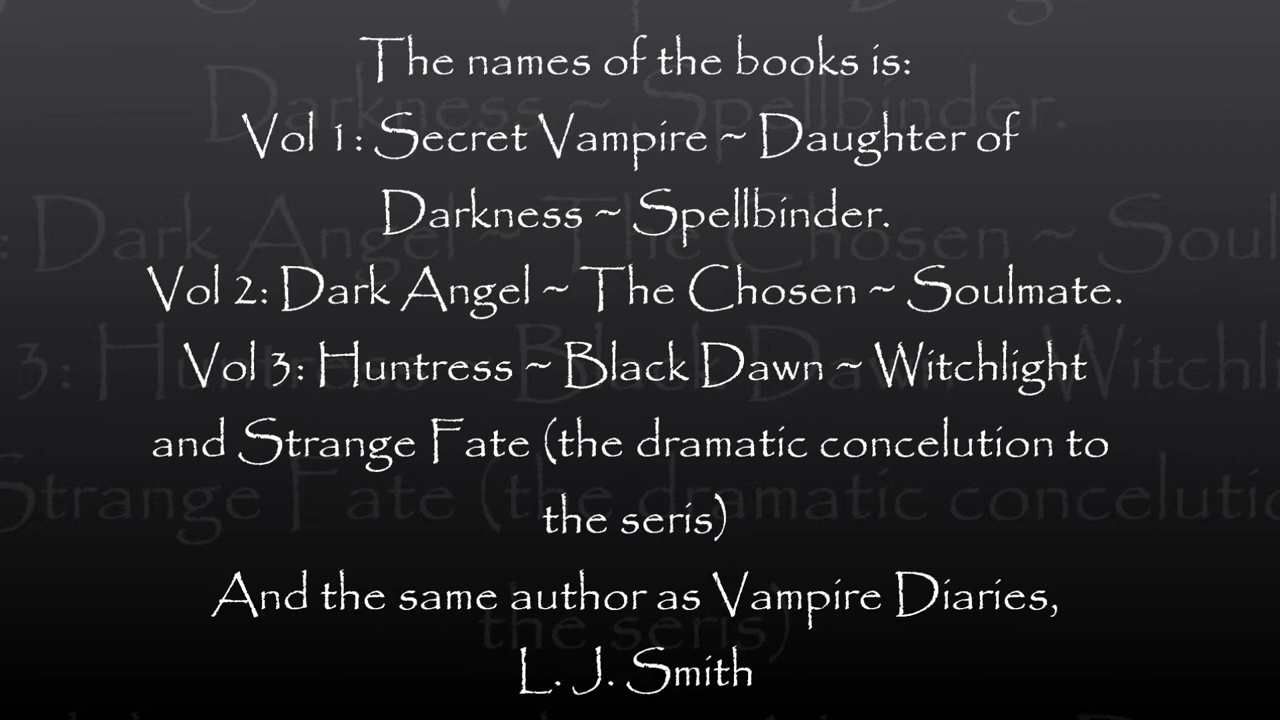 The names of the books is:
Vol 1: Secret Vampire ~ Daughter of
Darkness ~ Spellbinder.
Vol 2: Dark Angel ~ The Chosen ~ Soulmate.
Vol 3: Huntress ~ Black Dawn ~ Witchlight
and Strange Fate (the dramatic concelution to
the seris)
And the same author as Vampire Diaries,
L. J. Smith